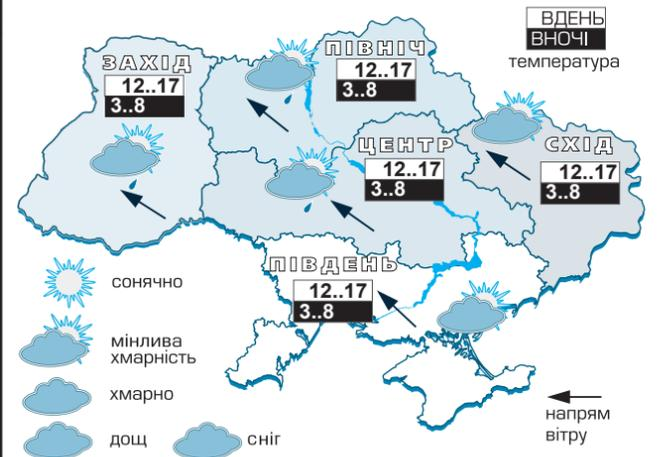 ВДЕНЬ
ВНОЧІ
температура
ПІВНІЧ
12..17
3..8
ЗАХІД
12..17
3..8
ЦЕНТР
12..17
3..8
СХІД
12..17
3..8
ПІВДЕНЬ
12..17
3..8
сонячно
мінлива
хмарність
хмарно
дощ
сніг
напрям
вітру